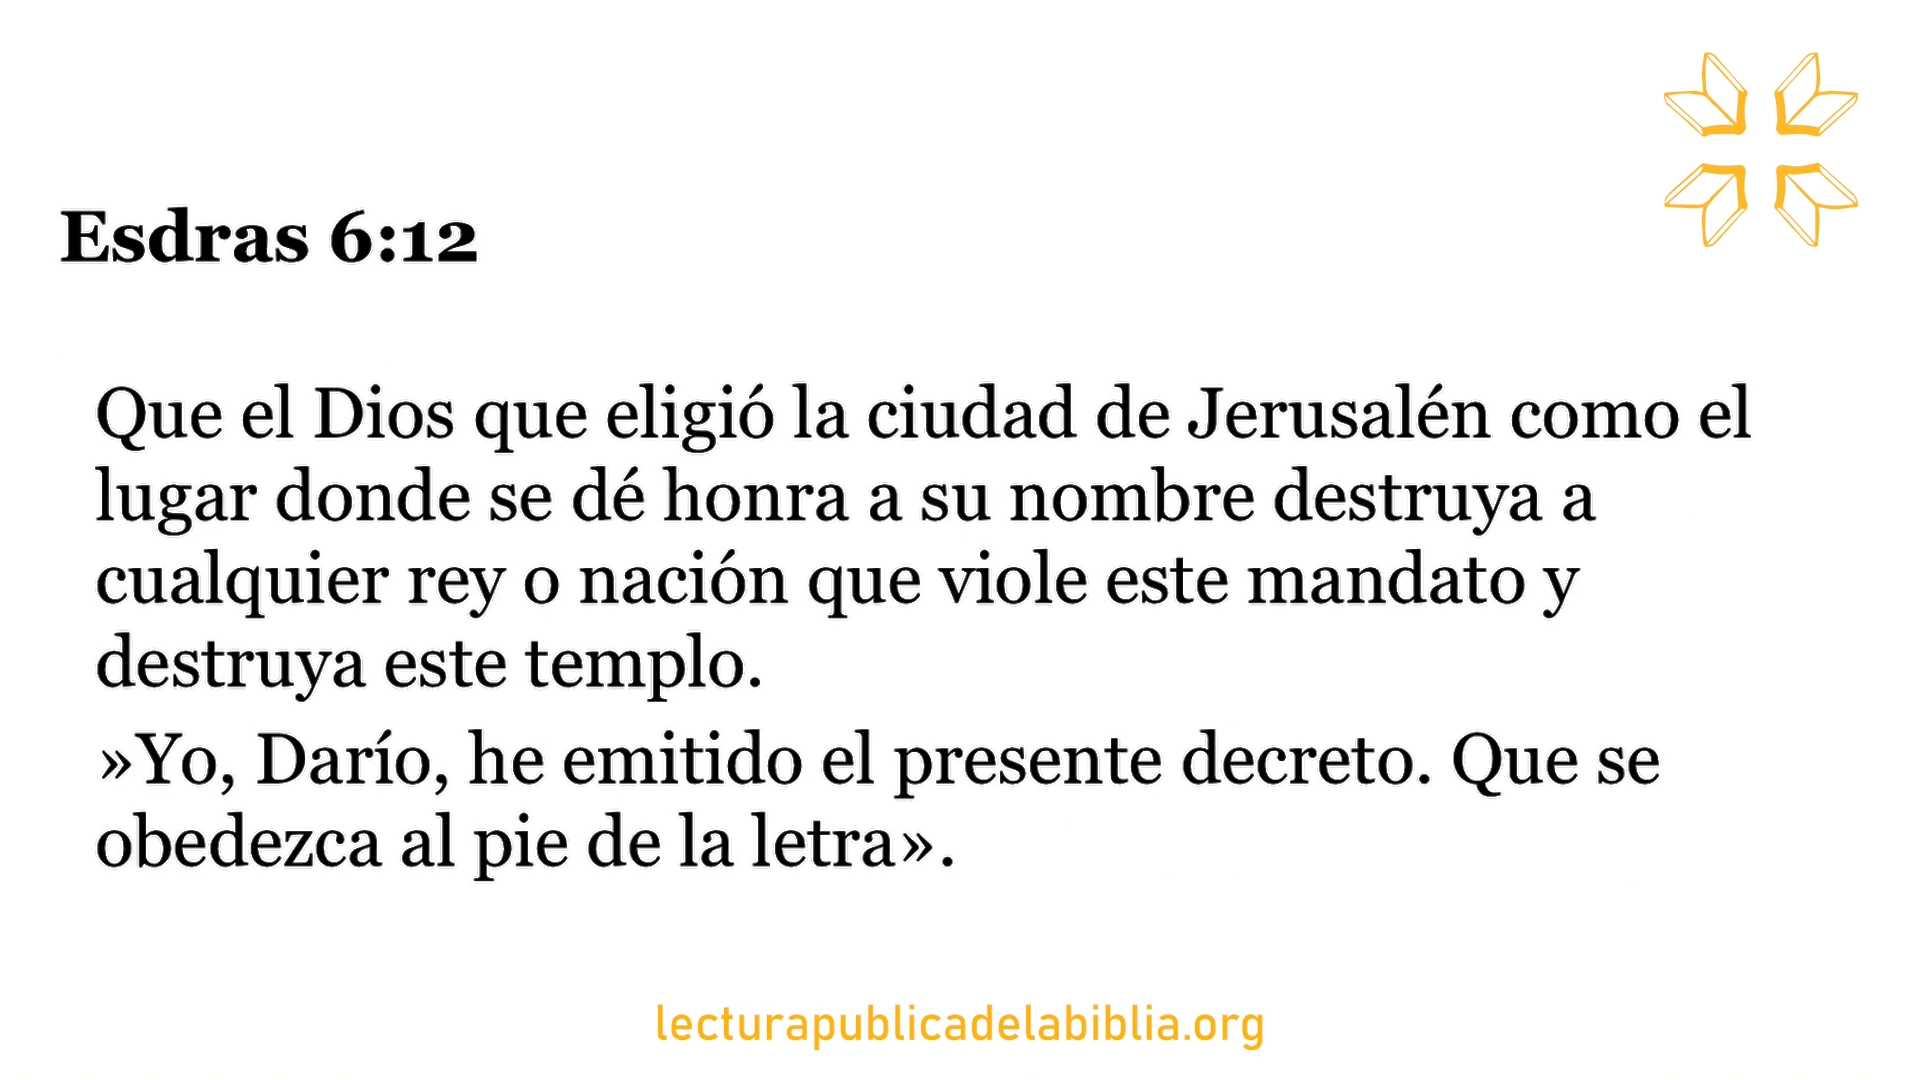 Esdras 6:12
Que el Dios que eligió la ciudad de Jerusalén como el
lugar donde se dé honra a su nombre destruya a
cualquier rey o nación que viole este mandato y
destruya este templo.
»Yo, Darío, he emitido el presente decreto. Que se
obedezca al pie de la letra».
lecturapublicadelabiblia.org